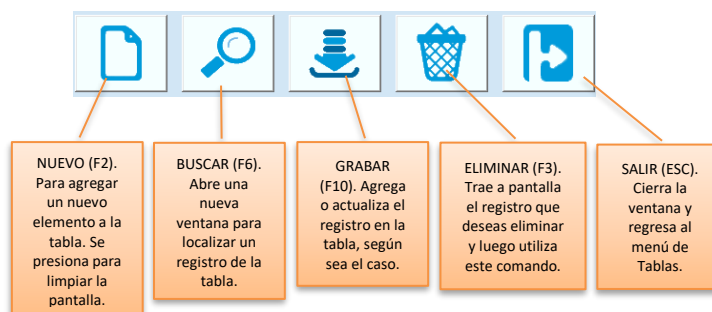 NUEVO (F2).
Para agregar
un nuevo
elemento a la
tabla. Se
presiona para
limpiar la
pantalla.
BUSCAR (F6).
Abre una
nueva
ventana para
localizar un
registro de la
tabla.
GRABAR
(F10). Agrega
o actualiza el
registro en la
tabla, según
sea el caso.
ELIMINAR (F3).
Trae a pantalla
el registro que
deseas eliminar
y luego utiliza
este comando.
SALIR (ESC).
Cierra la
ventana y
regresa al
menú de
Tablas.